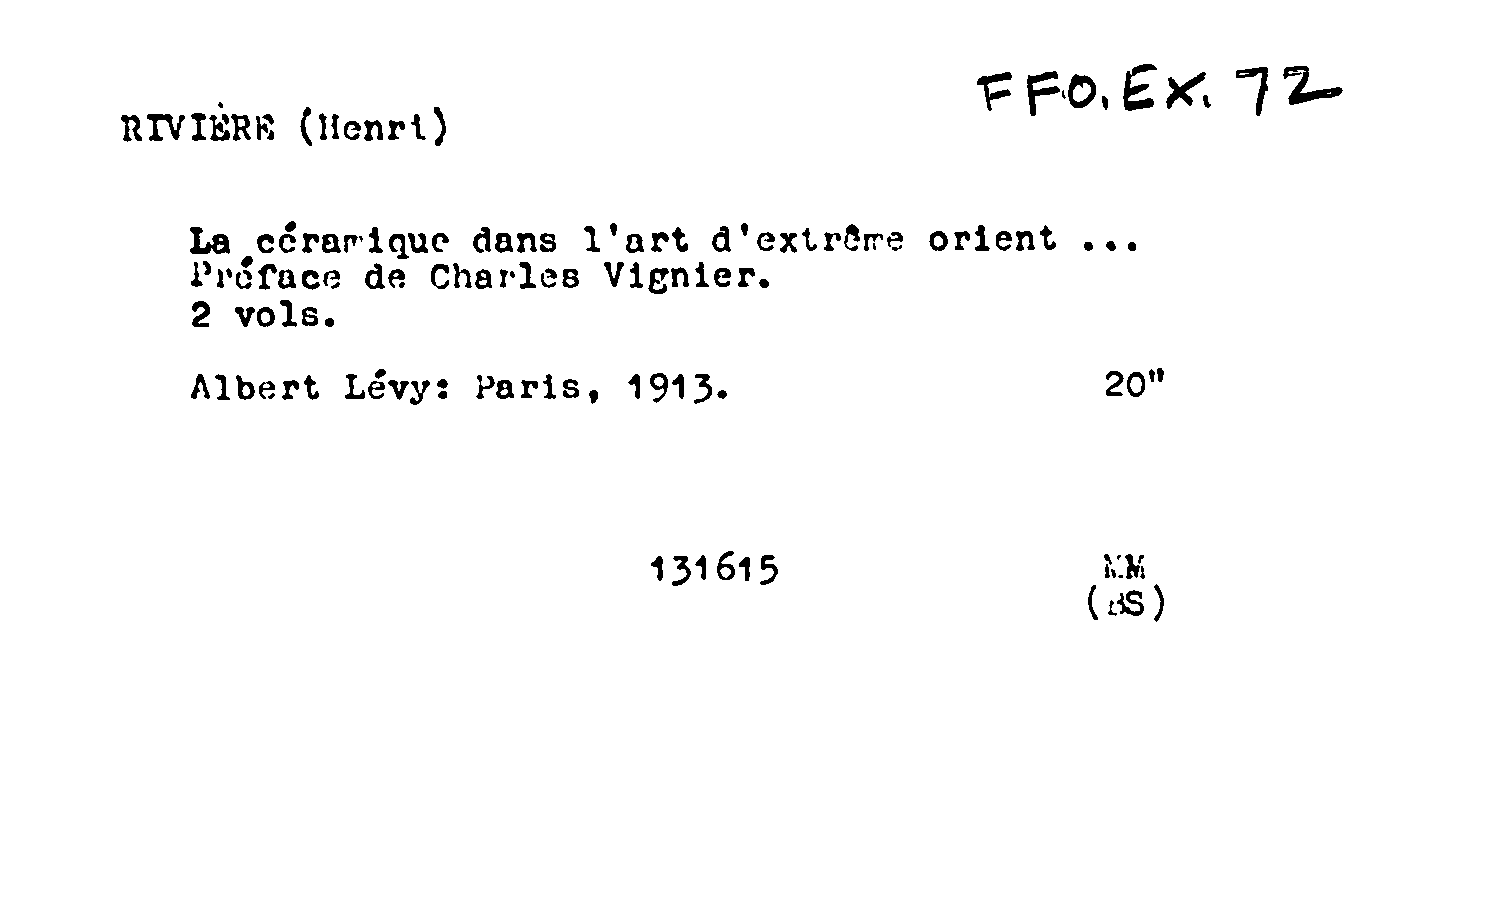 FFO.Ex. 72
RIVIÈRE (Henri)
La céramique dans l'art d'extrême orient ...
Préface de Charles Vignier.
2 vols.
Albert Lévy: Paris, 1913. 20"
131615 MM
(BS)